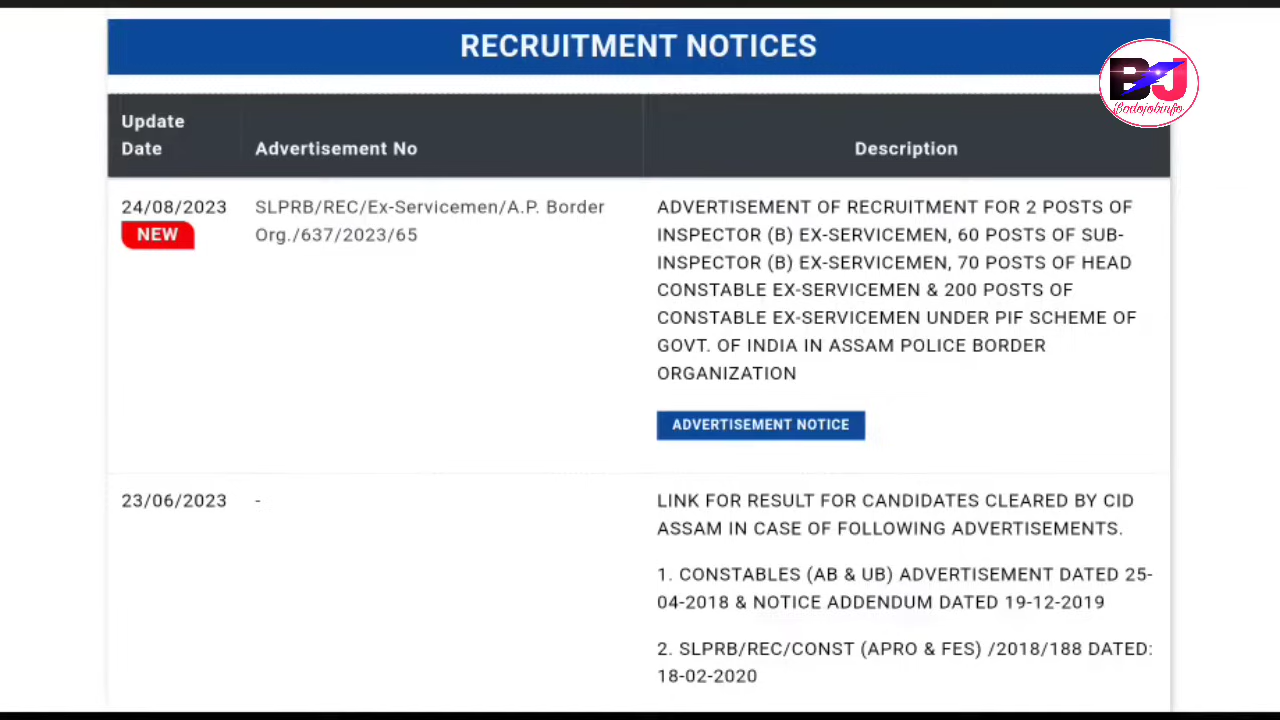 RECRUITMENT NOTICES
BJ
Bodojobinfo
Update
Date
Advertisement No
Description
24/08/2023
NEW
SLPRB/REC/Ex-Servicemen/A.P. Border
Org./637/2023/65
ADVERTISEMENT OF RECRUITMENT FOR 2 POSTS OF
INSPECTOR (B) EX-SERVICEMEN, 60 POSTS OF SUB-
INSPECTOR (B) EX-SERVICEMEN, 70 POSTS OF HEAD
CONSTABLE EX-SERVICEMEN & 200 POSTS OF
CONSTABLE EX-SERVICEMEN UNDER PIF SCHEME OF
GOVT. OF INDIA IN ASSAM POLICE BORDER
ORGANIZATION
ADVERTISEMENT NOTICE
23/06/2023
-
LINK FOR RESULT FOR CANDIDATES CLEARED BY CID
ASSAM IN CASE OF FOLLOWING ADVERTISEMENTS.
1. CONSTABLES (AB & UB) ADVERTISEMENT DATED 25-
04-2018 & NOTICE ADDENDUM DATED 19-12-2019
2. SLPRB/REC/CONST (APRO & FES) /2018/188 DATED:
18-02-2020